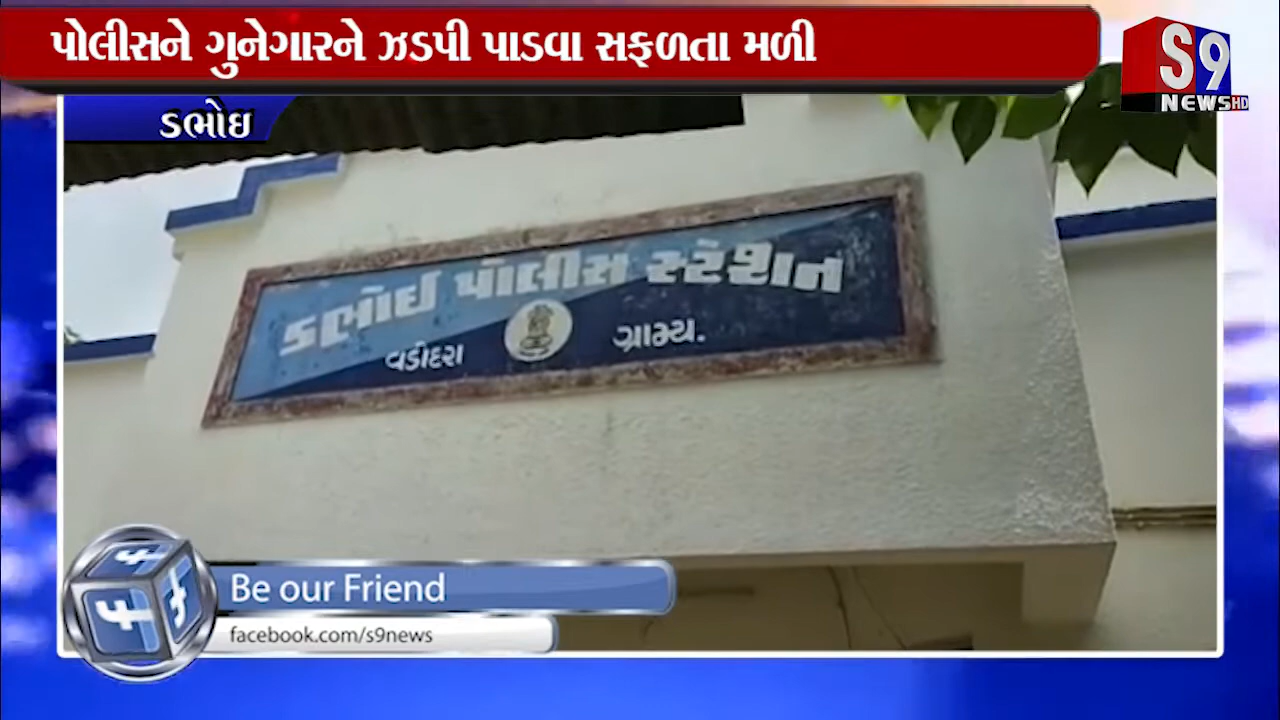 પોલીસને ગુનેગારને ઝડપી પાડવા સફળતા મળી
S9
NEWS HD
ડભોઇ
ડભોઈ પોલીસ સ્ટેશન
વડોદરા ગ્રામ્ય.
Be our Friend
facebook.com/s9news